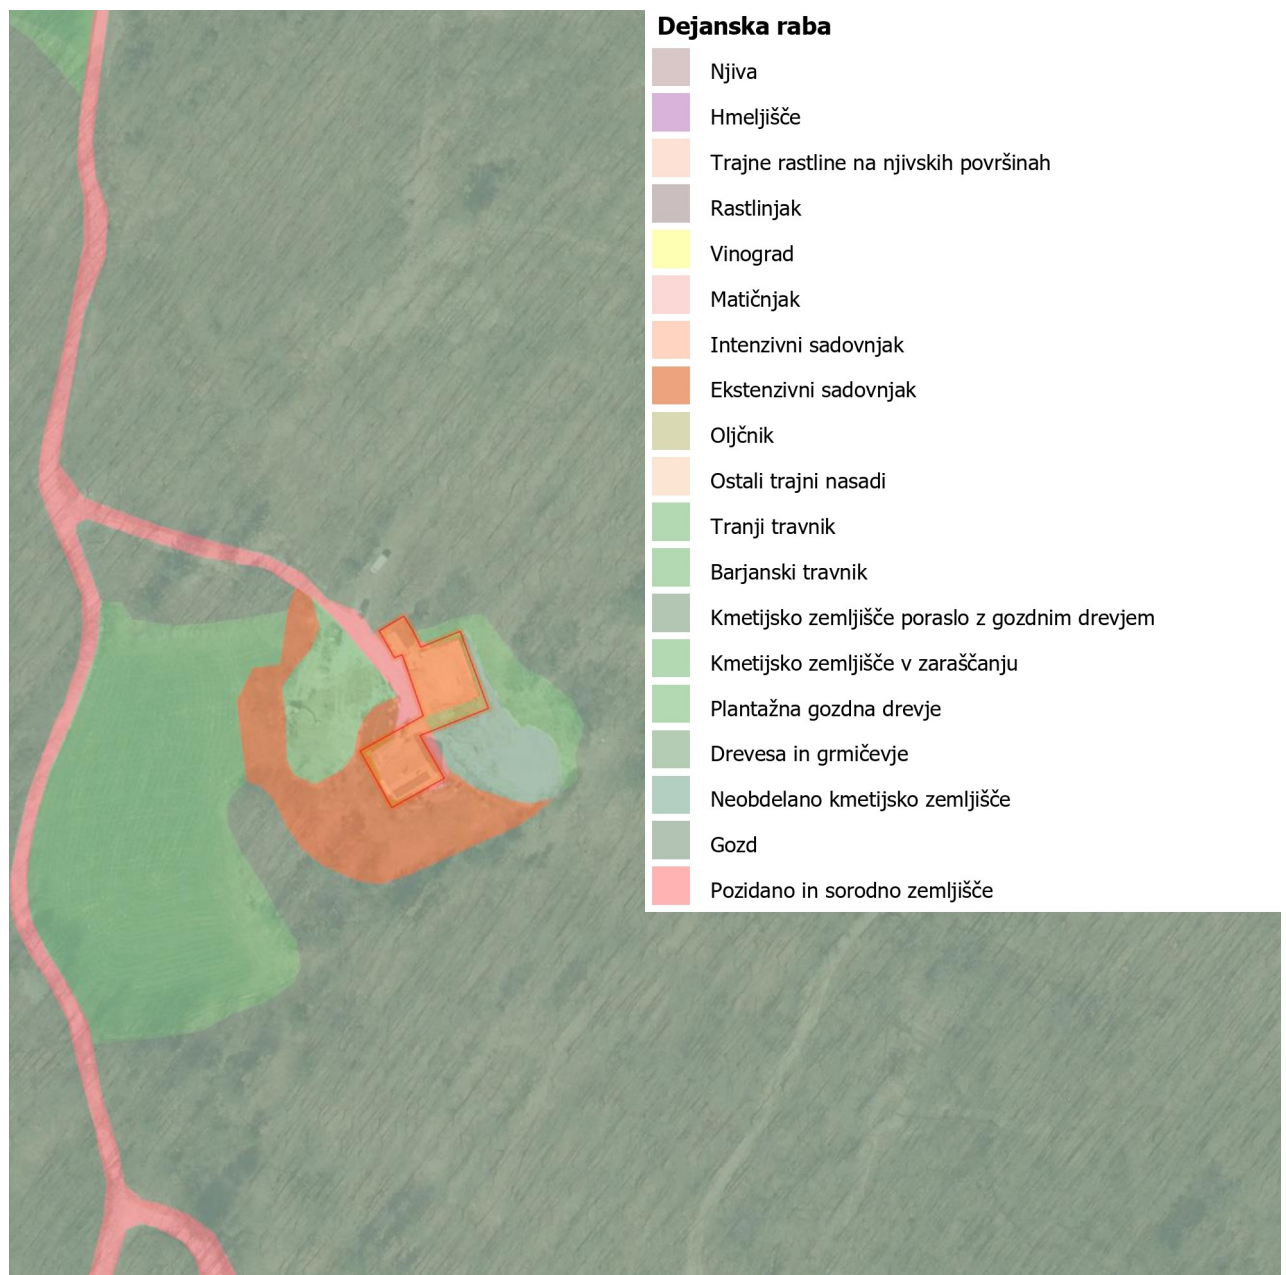 Dejanska raba
Njiva
Hmeljišče
Trajne rastline na njivskih površinah
Rastlinjak
Vinograd
Matičnjak
Intenzivni sadovnjak
Ekstenzivni sadovnjak
Oljčnik
Ostali trajni nasadi
Tranji travnik
Barjanski travnik
Kmetijsko zemljišče poraslo z gozdnim drevjem
Kmetijsko zemljišče v zaraščanju
Plantažna gozdna drevje
Drevesa in grmičevje
Neobdelano kmetijsko zemljišče
Gozd
Pozidano in sorodno zemljišče